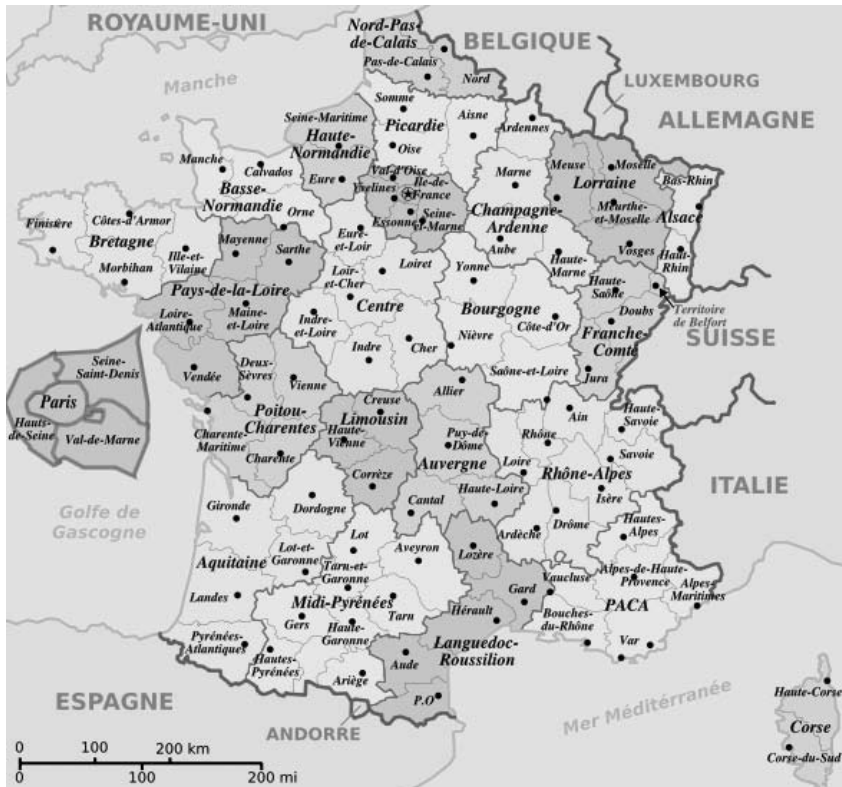 ROYAUME-UNI
Nord-Pas-
de-Calais
BELGIQUE
Pas-de-Calais
Nord
LUXEMBOURG
Manche
ALLEMAGNE
Somme
Picardie
Aisne
Ardennes
Seine-Maritime
Haute-
Normandie
Oise
Manche
Calvados
Eure
Val-d'Oise
Yvelines
Ile-de-
France
Essonne
Seine-
et-Marne
Marne
Meuse
Moselle
Lorraine
Bas-Rhin
Meurthe-
et-Moselle
Alsace
Basse-
Normandie
Orne
Champagne-
Ardenne
Aube
Haute-
Marne
Vosges
Haut-
Rhin
Finistère
Côtes-d'Armor
Bretagne
Ille-et-
Vilaine
Morbihan
Mayenne
Sarthe
Eure-
et-Loir
Loir-
et-Cher
Loiret
Yonne
Haute-
Saône
Territoire
de Belfort
Pays-de-la-Loire
Loire-
Atlantique
Maine-
et-Loire
Centre
Indre-
et-Loire
Bourgogne
Côte-d'Or
Doubs
Franche-
Comté
SUISSE
Nièvre
Cher
Indre
Saône-et-Loire
Jura
Seine-
Saint-Denis
Paris
Hauts-
de-Seine
Val-de-Marne
Vendée
Deux-
Sèvres
Vienne
Poitou-
Charentes
Charente-
Maritime
Charente
Creuse
Limousin
Haute-
Vienne
Corrèze
Allier
Puy-de-
Dôme
Auvergne
Cantal
Haute-Loire
Ain
Rhône
Loire
Haute-
Savoie
Savoie
Rhône-Alpes
Isère
Ardèche
Drôme
ITALIE
Golfe de
Gascogne
Gironde
Dordogne
Aquitaine
Lot-et-
Garonne
Landes
Pyrénées-
Atlantiques
Lot
Aveyron
Tarn-et-
Garonne
Midi-Pyrénées
Gers
Haute-
Garonne
Tarn
Hautes-
Pyrénées
Ariège
Lozère
Gard
Hérault
Languedoc-
Roussilion
Aude
P.O
Hautes-
Alpes
Alpes-de-Haute-
Provence
Alpes-
Maritimes
Vaucluse
PACA
Bouches-
du-Rhône
Var
ESPAGNE
ANDORRE
Mer Méditérranée
Haute-Corse
Corse
Corse-du-Sud
0 100 200 km
0 100 200 mi